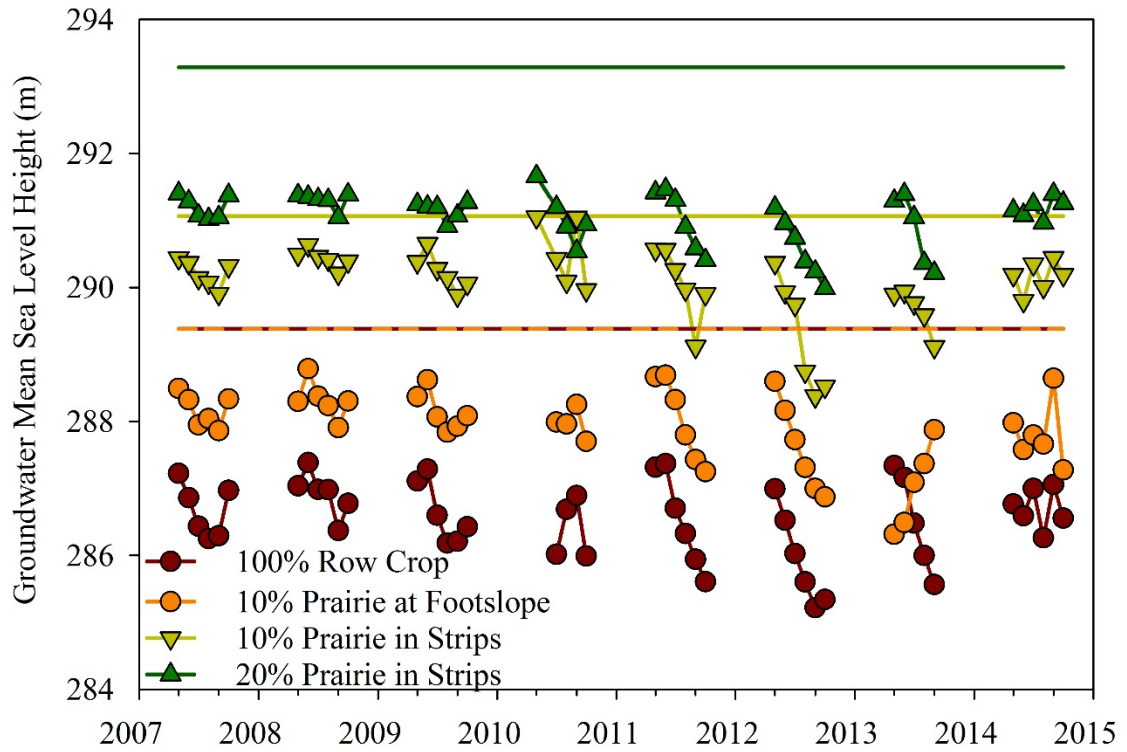 Groundwater Mean Sea Level Height (m)
294
292
290
288
286
284
100% Row Crop
10% Prairie at Footslope
10% Prairie in Strips
20% Prairie in Strips
2007 2008 2009 2010 2011 2012 2013 2014 2015